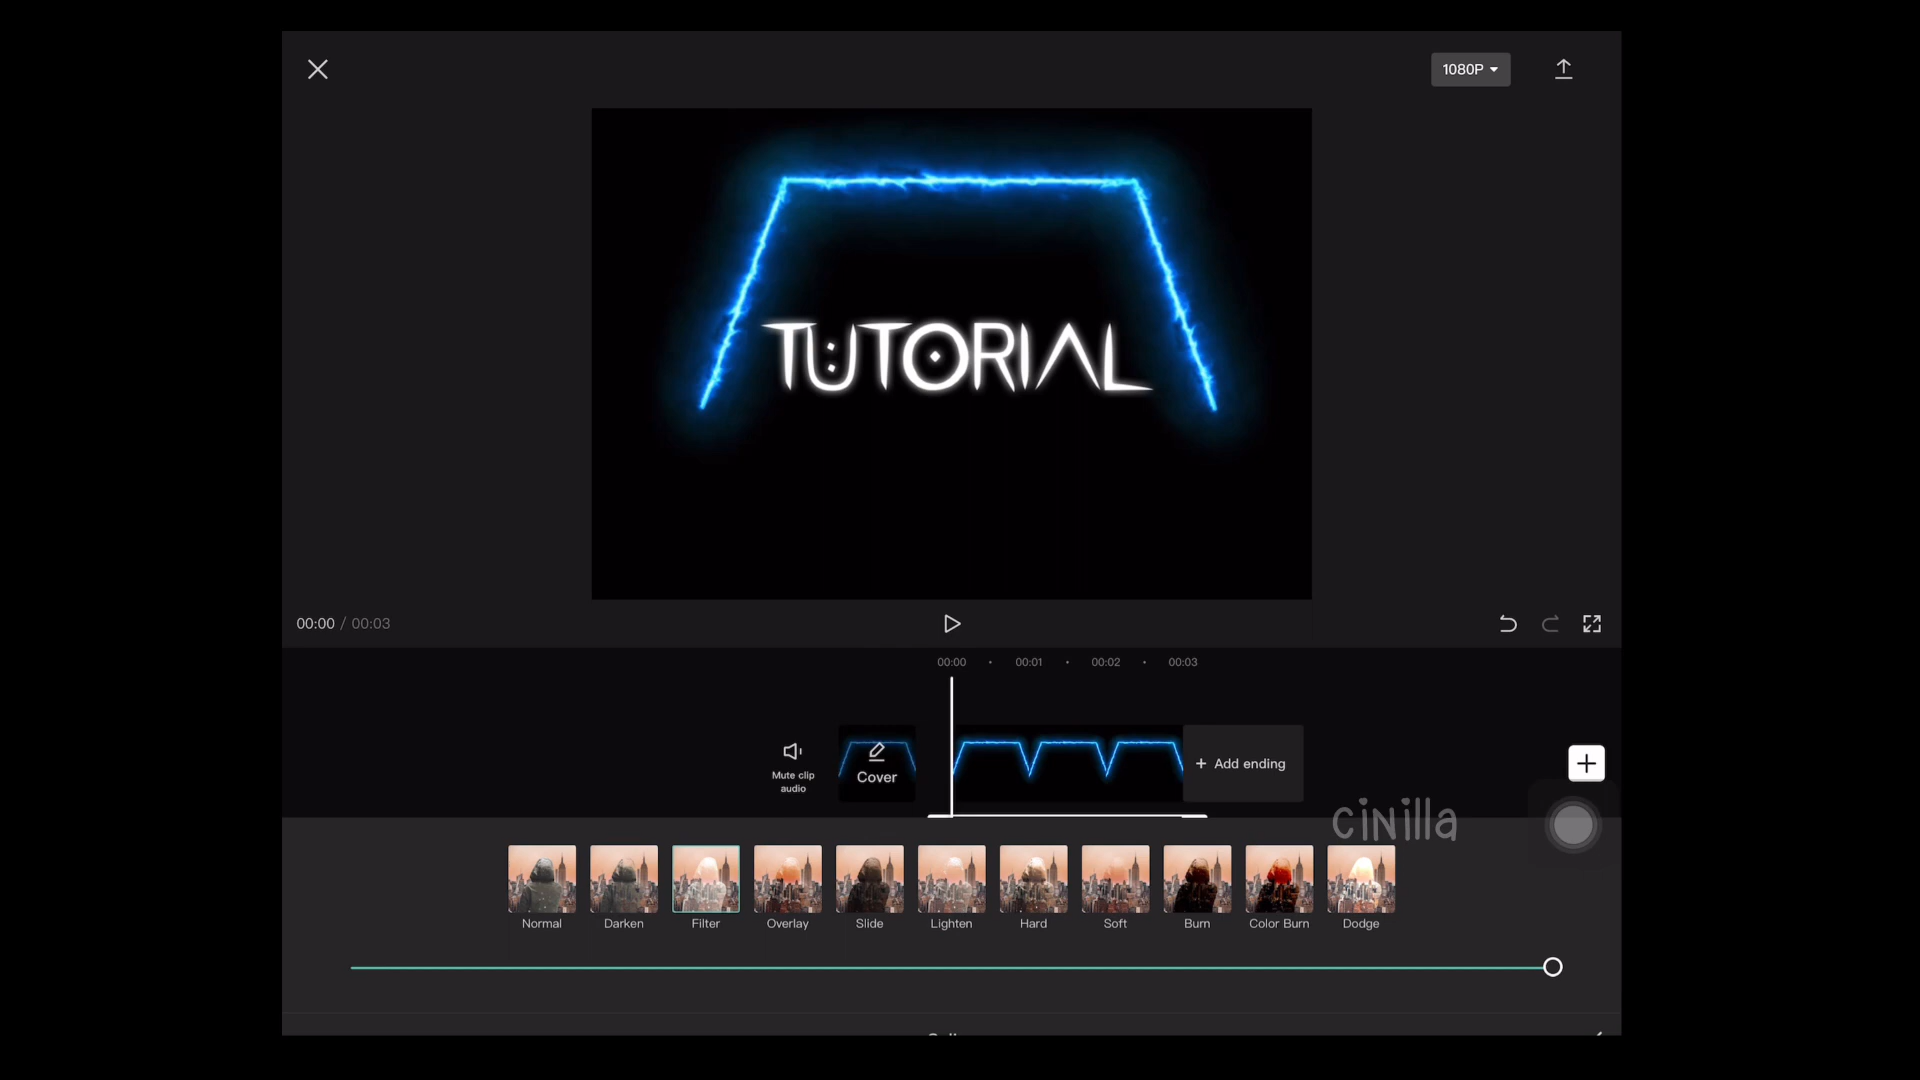 1080P
TUTORIAL
00:00 / 00:03
00:00 00:01 00:02 00:03
Mute clip
audio
Cover
+ Add ending
ciNilla
Normal Darken Filter Overlay Slide Lighten Hard Soft Burn Color Burn Dodge